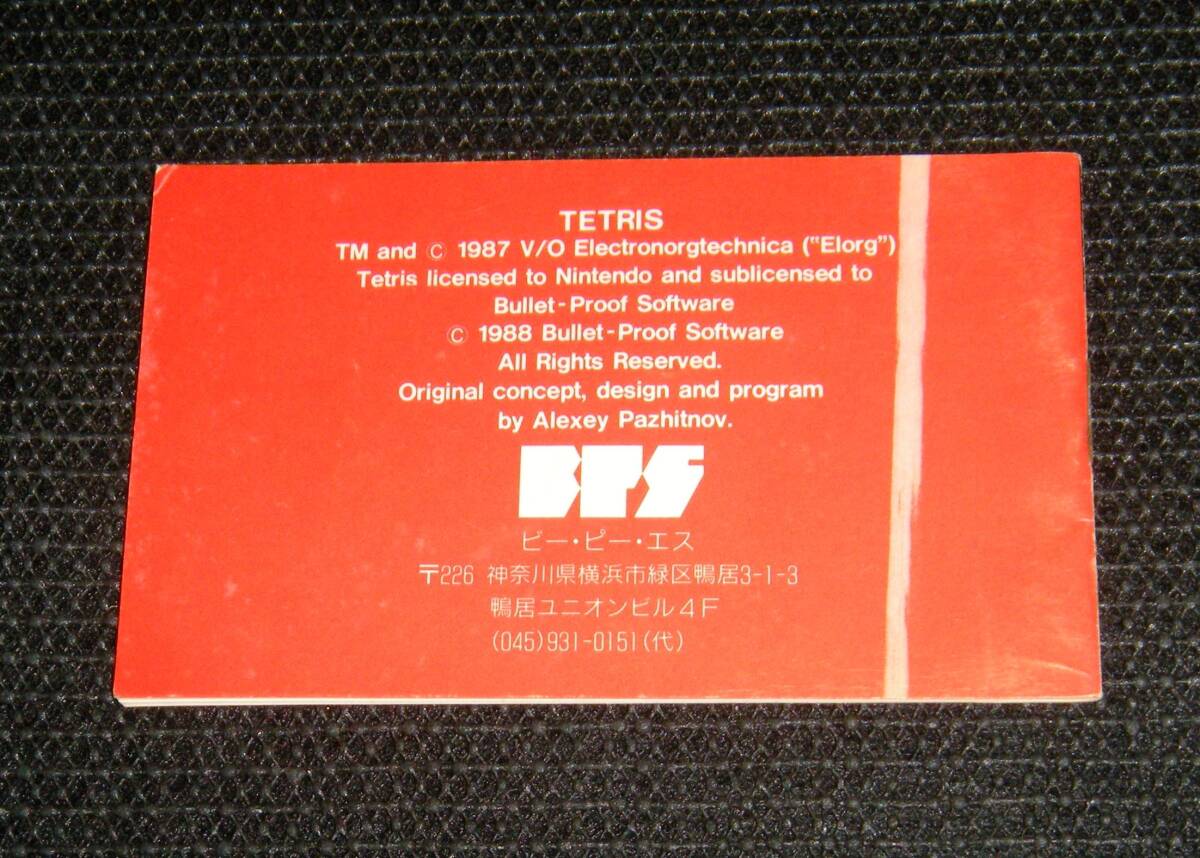 TETRIS
TM and © 1987 V/O Electronorgtechnica ("Elorg")
Tetris licensed to Nintendo and sublicensed to
Bullet-Proof Software
© 1988 Bullet-Proof Software
All Rights Reserved.
Original concept, design and program
by Alexey Pazhitnov.
BPS
ビー・ピー・エス
〒226 神奈川県横浜市緑区鴨居3-1-3
鴨居ユニオンビル4F
(045)931-0151(代)